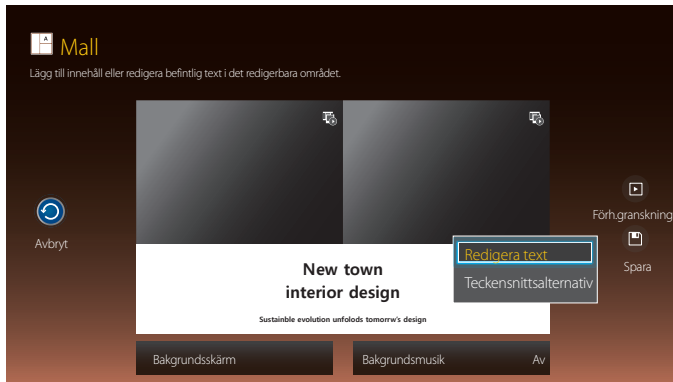 A
Mall
Lägg till innehåll eller redigera befintlig text i det redigerbara området.
Förh.granskning
Avbryt
Redigera text
Spara
New town
interior design
Teckensnittsalternativ
Sustainble evolution unfolods tomorrw's design
Bakgrundsskärm
Bakgrundsmusik Av